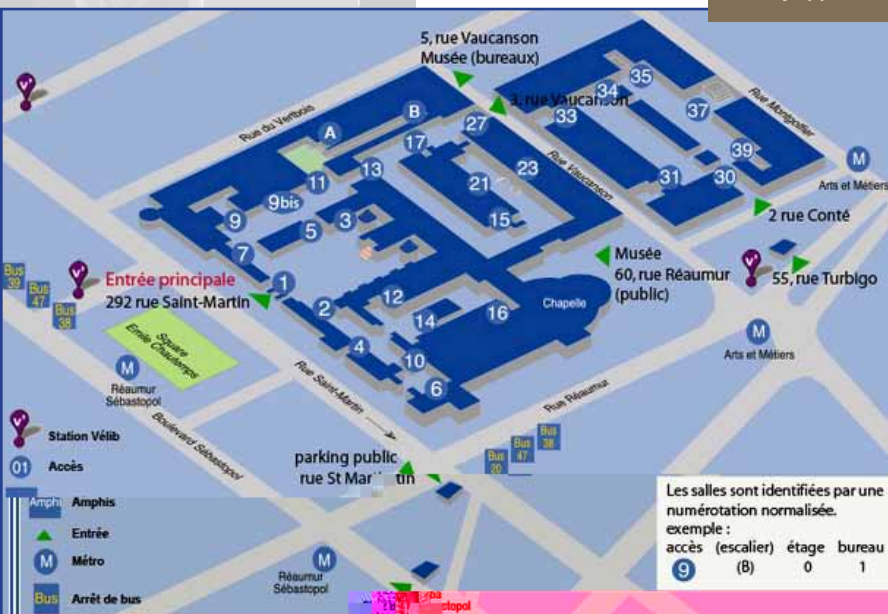 5, rue Vaucanson
Musée (bureaux)
3, rue Vaucanson
Rue du Vertbois
Rue Vaucanson
Rue Montgolfier
A
B
17
27
33
34
35
37
39
30
31
11
13
9bis
9
7
5
3
21
23
15
1
2
12
14
16
4
10
6
Chapelle
M
Arts et Métiers
2 rue Conté
55, rue Turbigo
M
Arts et Métiers
Musée
60, rue Réaumur
(public)
Entrée principale
292 rue Saint-Martin
Bus
39
Bus
47
Bus
38
Square
Emile Chautemps
M
Réaumur
Sébastopol
Rue Saint-Martin
Boulevard Sébastopol
Rue Réaumur
Bus
20
Bus
47
Bus
38
parking public
rue St Martin
Station Vélib
01 Accès
Amphi Amphis
Entrée
M Métro
Bus Arrêt de bus
M
Réaumur
Sébastopol
Les salles sont identifiées par une
numérotation normalisée.
exemple :
accès (escalier) étage bureau
9 (B) 0 1